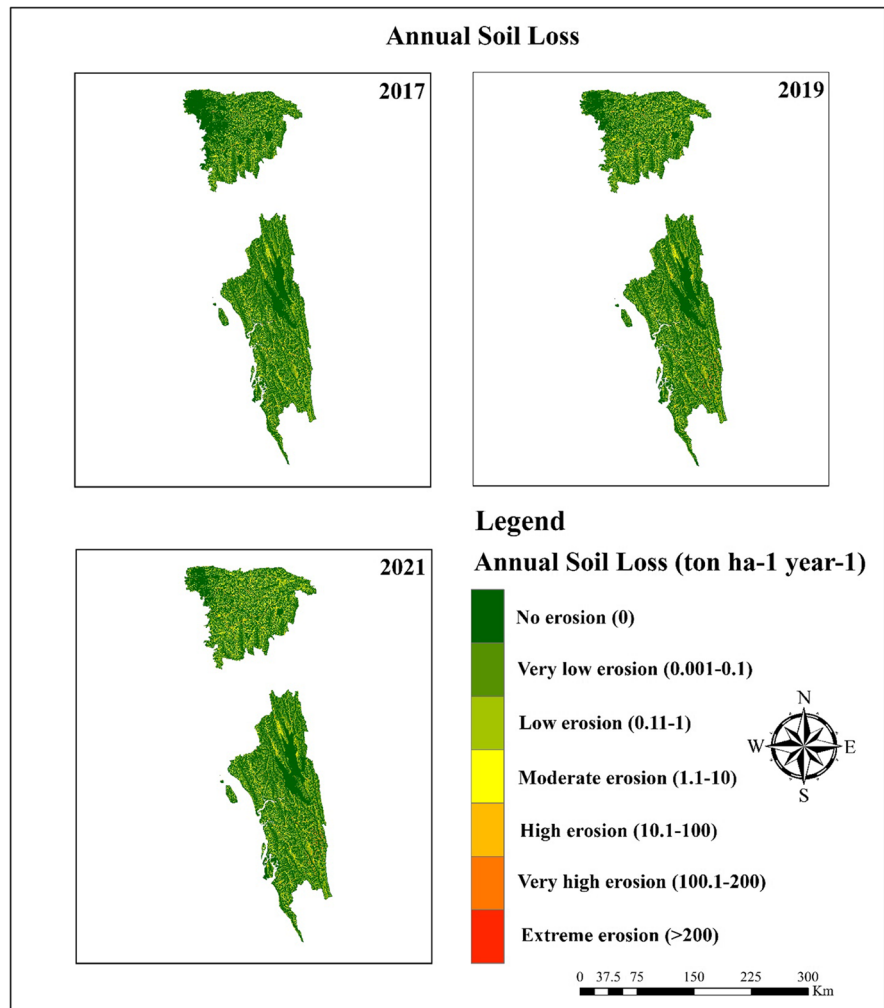 Annual Soil Loss
2017
2019
2021
Legend
Annual Soil Loss (ton ha-1 year-1)
No erosion (0)
Very low erosion (0.001-0.1)
Low erosion (0.11-1)
Moderate erosion (1.1-10)
High erosion (10.1-100)
Very high erosion (100.1-200)
Extreme erosion (>200)
N
W E
S
0 37.5 75 150 225 300
Km